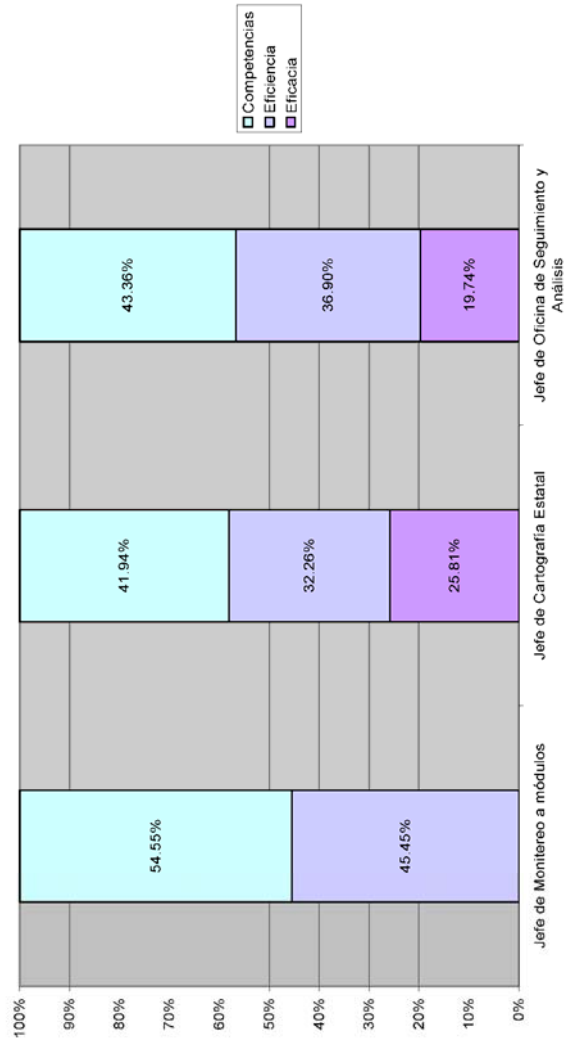 100%
90%
80%
70%
60%
50%
40%
30%
20%
10%
0%
54.55%
45.45%
41.94%
32.26%
25.81%
43.36%
36.90%
19.74%
Jefe de Monitereo a módulos
Jefe de Cartografía Estatal
Jefe de Oficina de Seguimiento y
Análisis
Competencias
Eficiencia
Eficacia